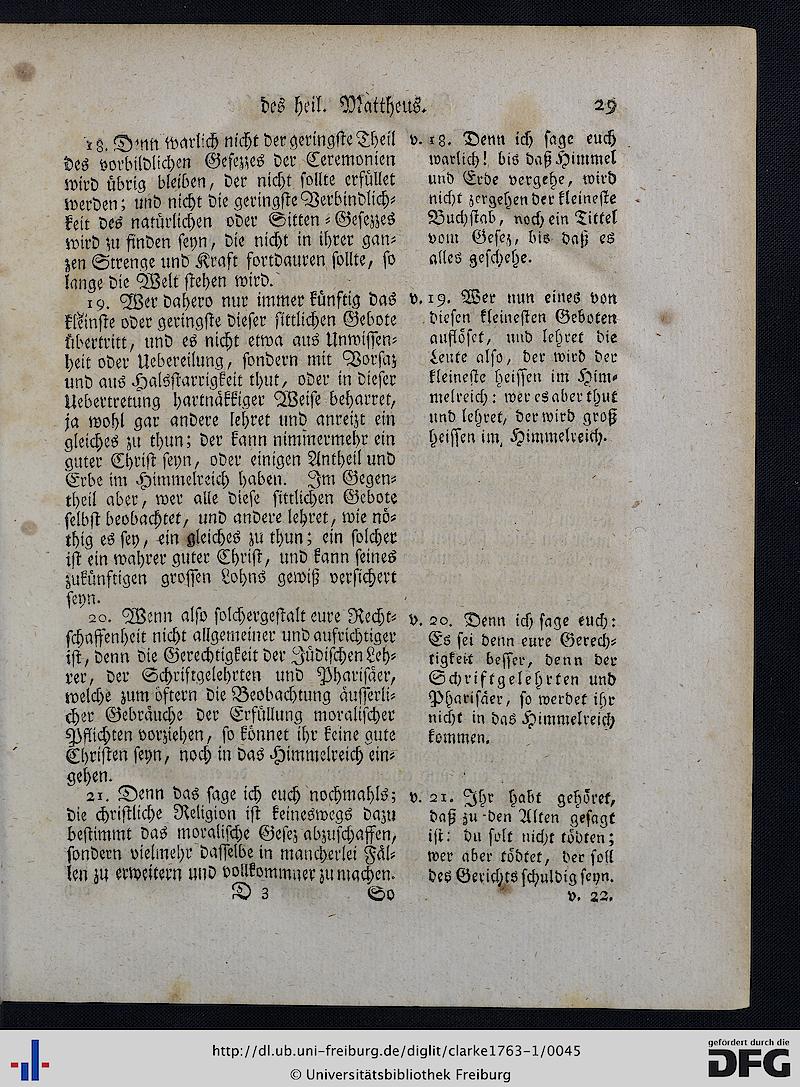 des heil. Mattheus. 29
18. Denn warlich nicht der geringste Theil
des vorbildlichen Gesezzes der Ceremonien
wird übrig bleiben, der nicht sollte erfüllet
werden; und nicht die geringste Verbindlich⸗
keit des natürlichen oder Sitten⸗Gesezzes
wird zu finden seyn, die nicht in ihrer gan⸗
zen Strenge und Kraft fortdauren sollte, so
lange die Welt stehen wird.
19. Wer dahero nur immer künftig das
kleinste oder geringste dieser sittlichen Gebote
übertritt, und es nicht etwa aus Unwissen⸗
heit oder Uebereilung, sondern mit Vorsaz
und aus Halsstarrigkeit thut, oder in dieser
Uebertretung hartnäkkiger Weise beharret,
ja wohl gar andere lehret und anreizt ein
gleiches zu thun; der kann nimmermehr ein
guter Christ seyn, oder einigen Antheil und
Erbe im Himmelreich haben. Im Gegen⸗
theil aber, wer alle diese sittlichen Gebote
selbst beobachtet, und andere lehret, wie nö⸗
thig es sey, ein gleiches zu thun; ein solcher
ist ein wahrer guter Christ, und kann seines
zukünftigen grossen Lohns gewiß versichert
seyn.
20. Wenn also solchergestalt eure Recht⸗
schaffenheit nicht allgemeiner und aufrichtiger
ist, denn die Gerechtigkeit der Jüdischen Leh⸗
rer, der Schriftgelehrten und Pharisäer,
welche zum öftern die Beobachtung äusserli⸗
cher Gebräuche der Erfüllung moralischer
Pflichten vorziehen, so könnet ihr keine gute
Christen seyn, noch in das Himmelreich ein⸗
gehen.
21. Denn das sage ich euch nochmahls;
die christliche Religion ist keineswegs dazu
bestimmt das moralische Gesez abzuschaffen,
sondern vielmehr dasselbe in mancherlei Fäl⸗
len zu erweitern und vollkommner zu machen.
D 3 So
v. 18. Denn ich sage euch
warlich! bis daß Himmel
und Erde vergehe, wird
nicht zergehen der kleineste
Buchstab, noch ein Tittel
vom Gesez, bis daß es
alles geschehe.
v. 19. Wer nun eines von
diesen kleinesten Geboten
auflöset, und lehret die
Leute also, der wird der
kleineste heissen im Him⸗
melreich: wer es aber thut
und lehret, der wird groß
heissen im Himmelreich.
v. 20. Denn ich sage euch:
Es sei denn eure Gerech⸗
tigkeit besser, denn der
Schriftgelehrten und
Pharisäer, so werdet ihr
nicht in das Himmelreich
kommen.
v. 21. Ihr habt gehöret,
daß zu den Alten gesagt
ist: du solt nicht tödten;
wer aber tödtet, der soll
des Gerichts schuldig seyn.
v. 22.
http://dl.ub.uni-freiburg.de/diglit/clarke1763-1/0045
© Universitätsbibliothek Freiburg
gefördert durch die
DFG